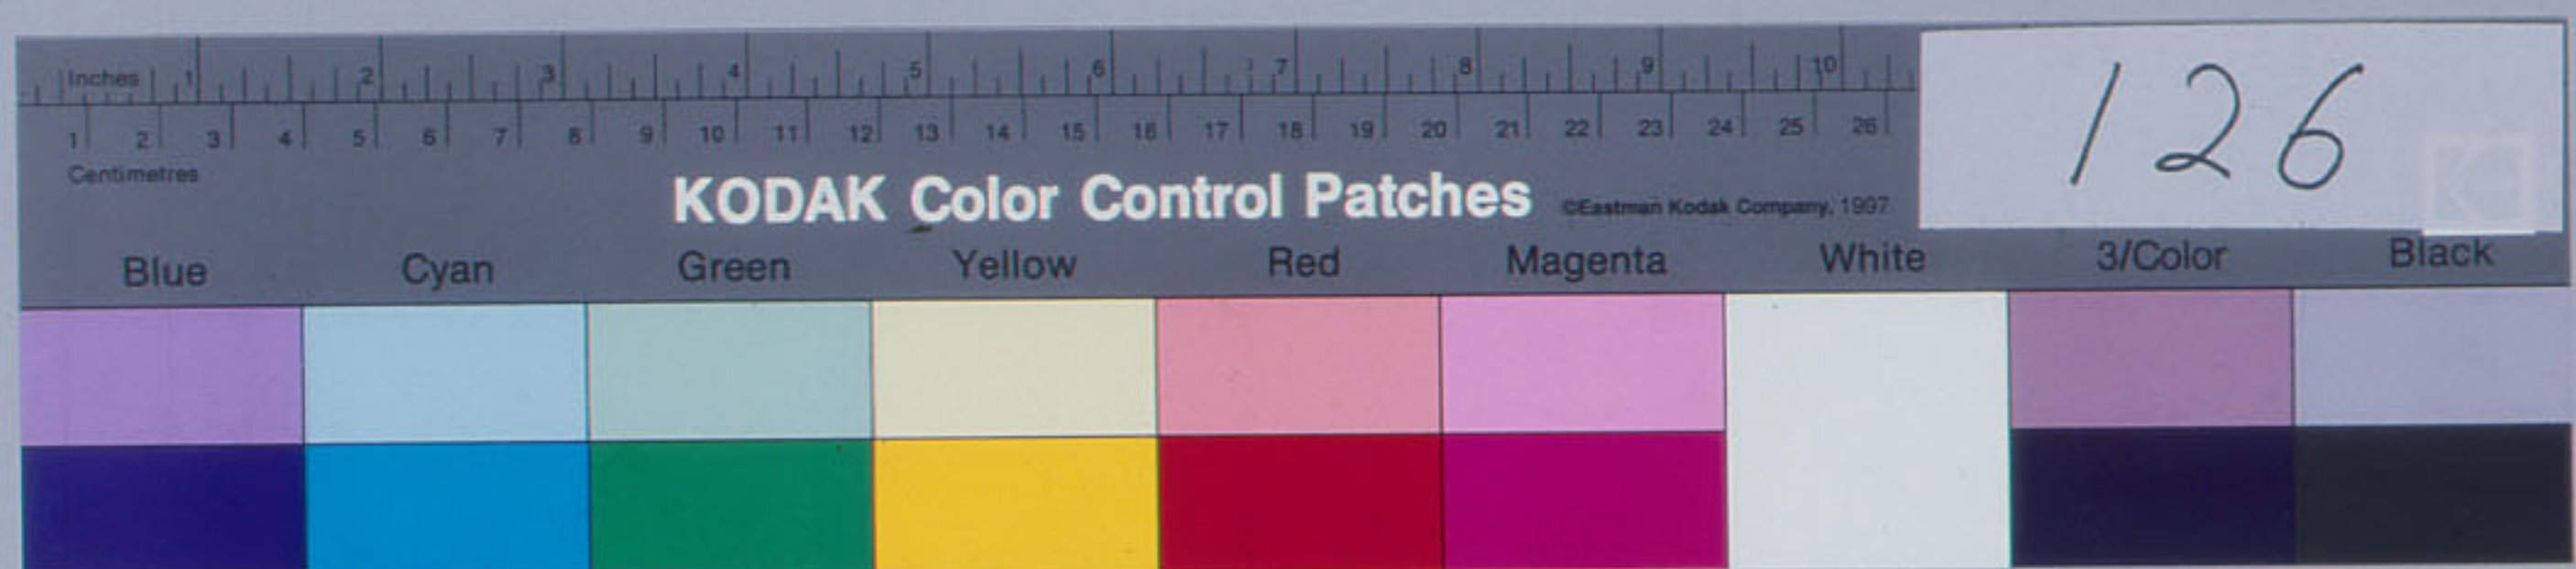 Inches 1 2 3 4 5 6 7 8 9 10
126
1 2 3 4 5 6 7 8 9 10 11 12 13 14 15 16 17 18 19 20 21 22 23 24 25 26
Centimetres
KODAK Color Control Patches ©Eastman Kodak Company, 1997
Blue Cyan Green Yellow Red Magenta White 3/Color Black